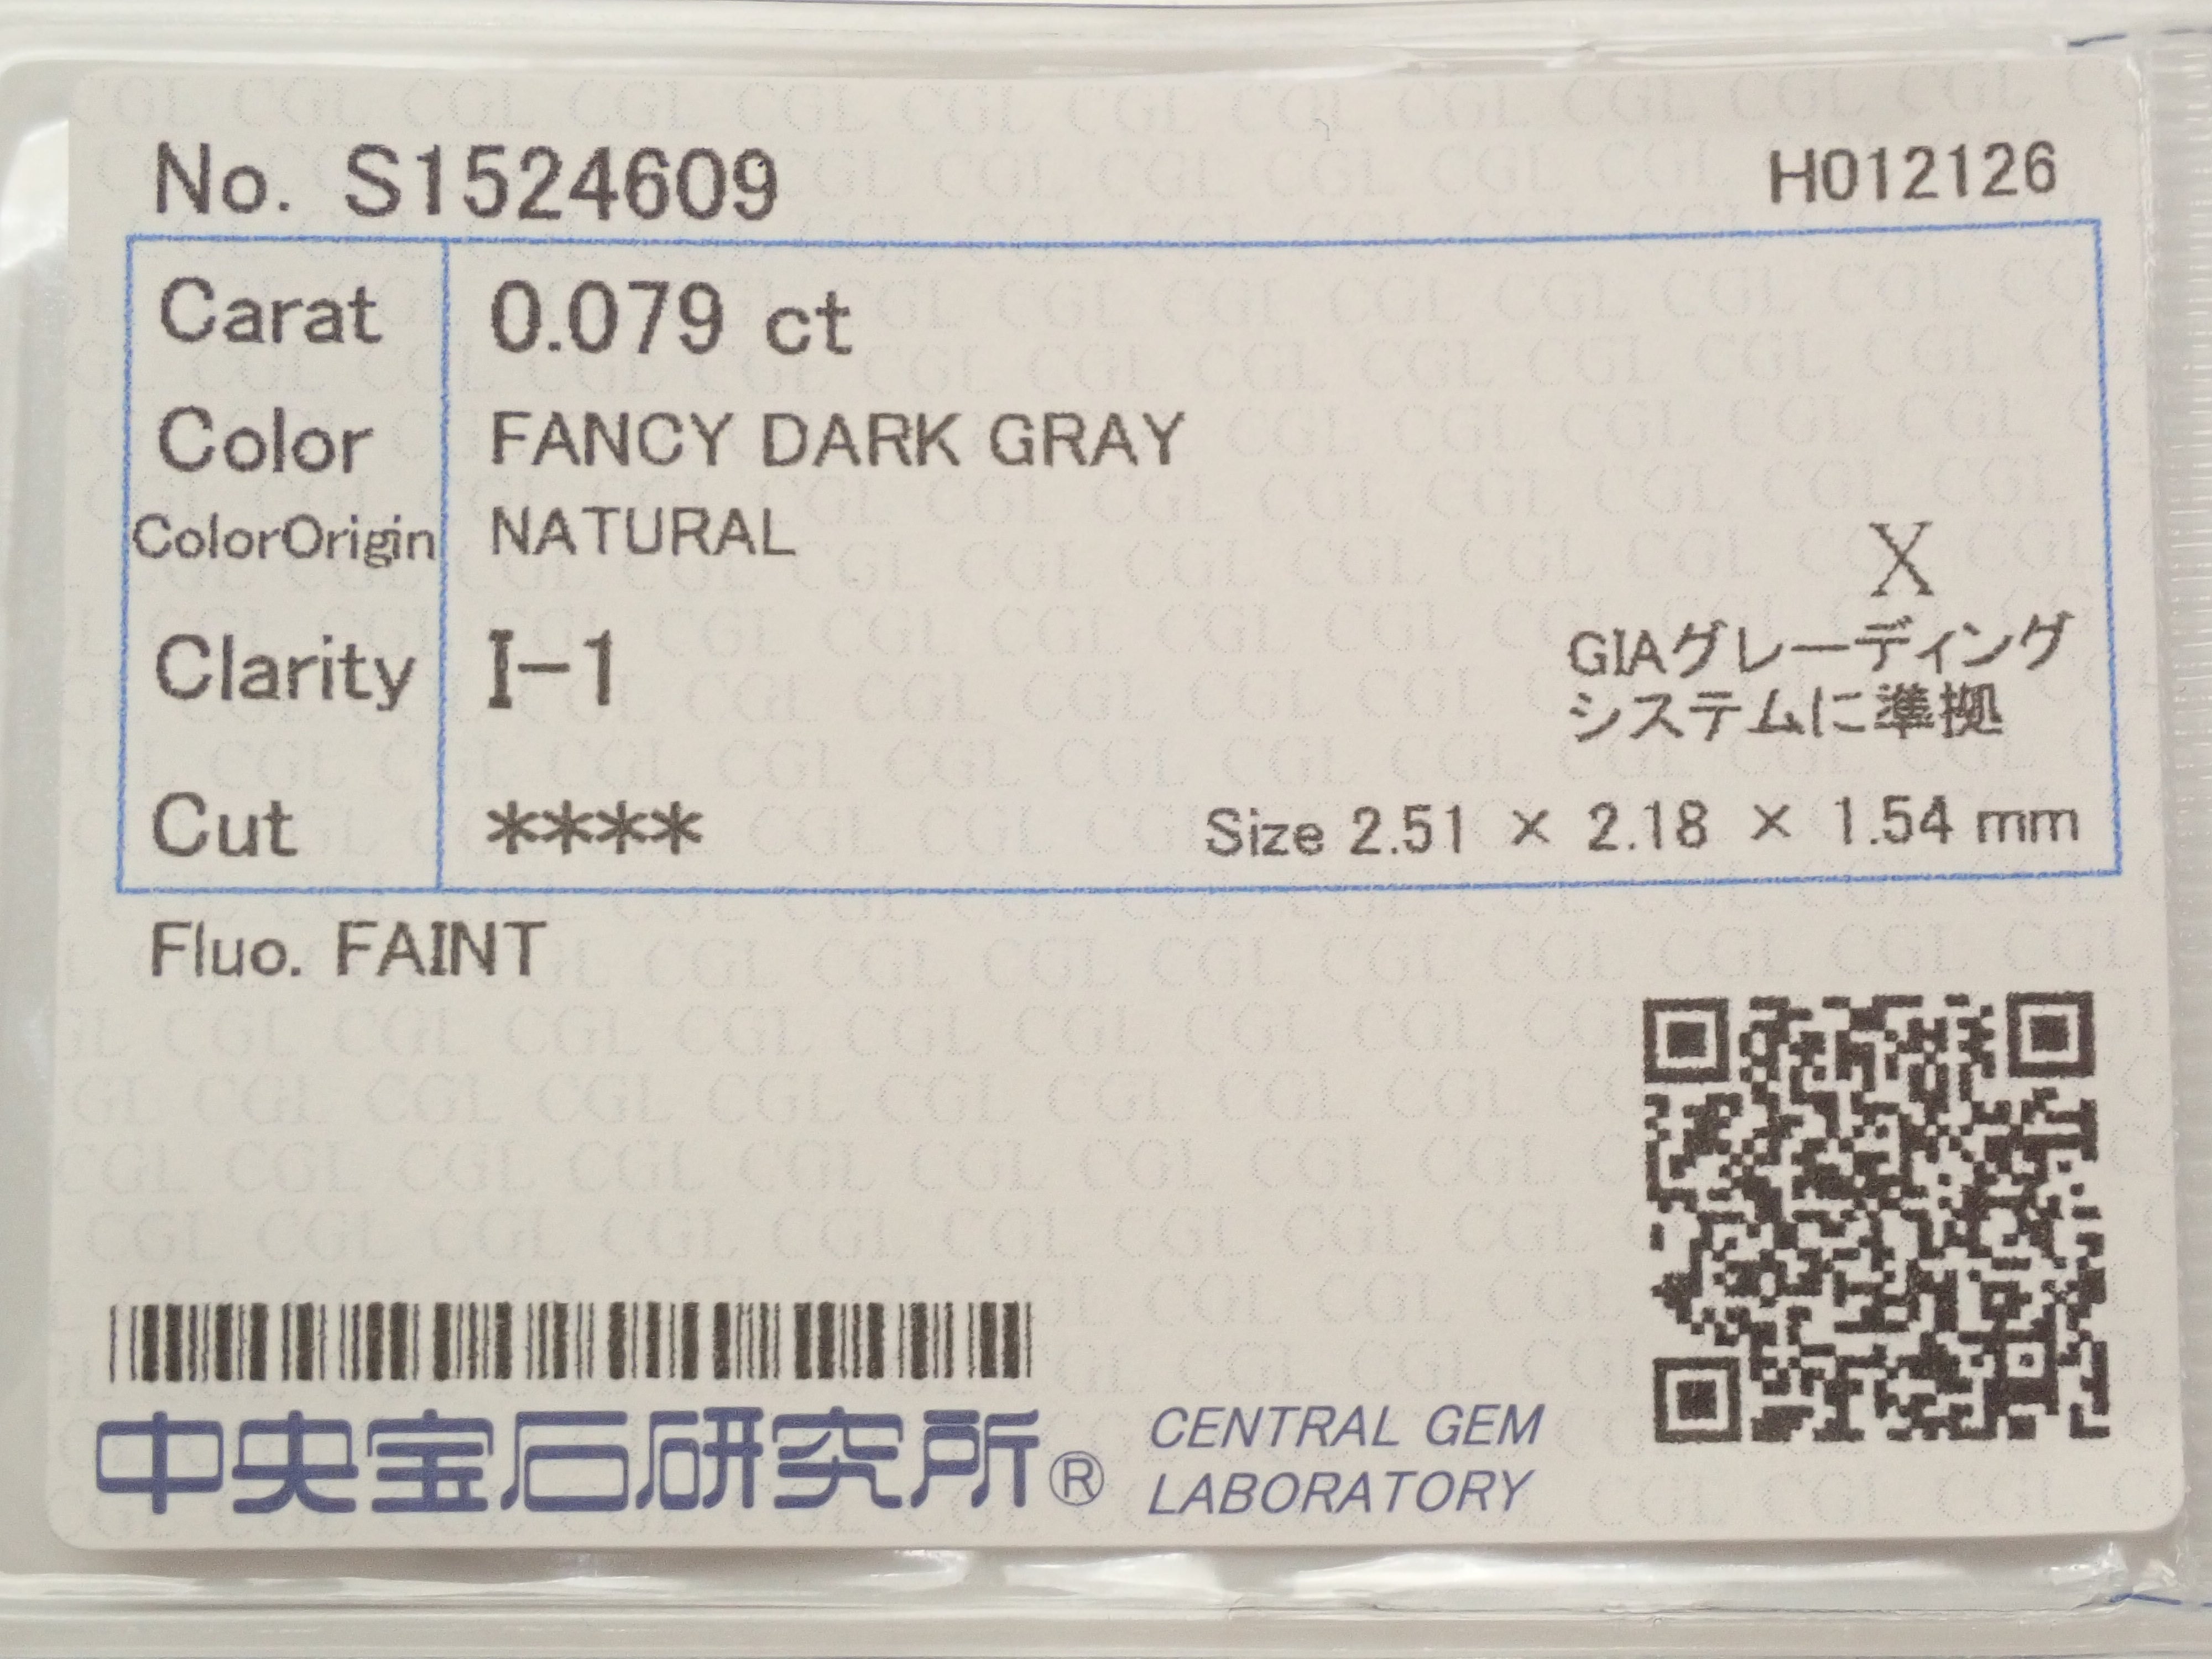 No. S1524609 H012126
Carat 0.079 ct
Color FANCY DARK GRAY
ColorOrigin NATURAL
X
Clarity I-1
GIAグレーディング
システムに準拠
Cut ****
Size 2.51 × 2.18 × 1.54 mm
Fluo. FAINT
中央宝石研究所®
CENTRAL GEM
LABORATORY